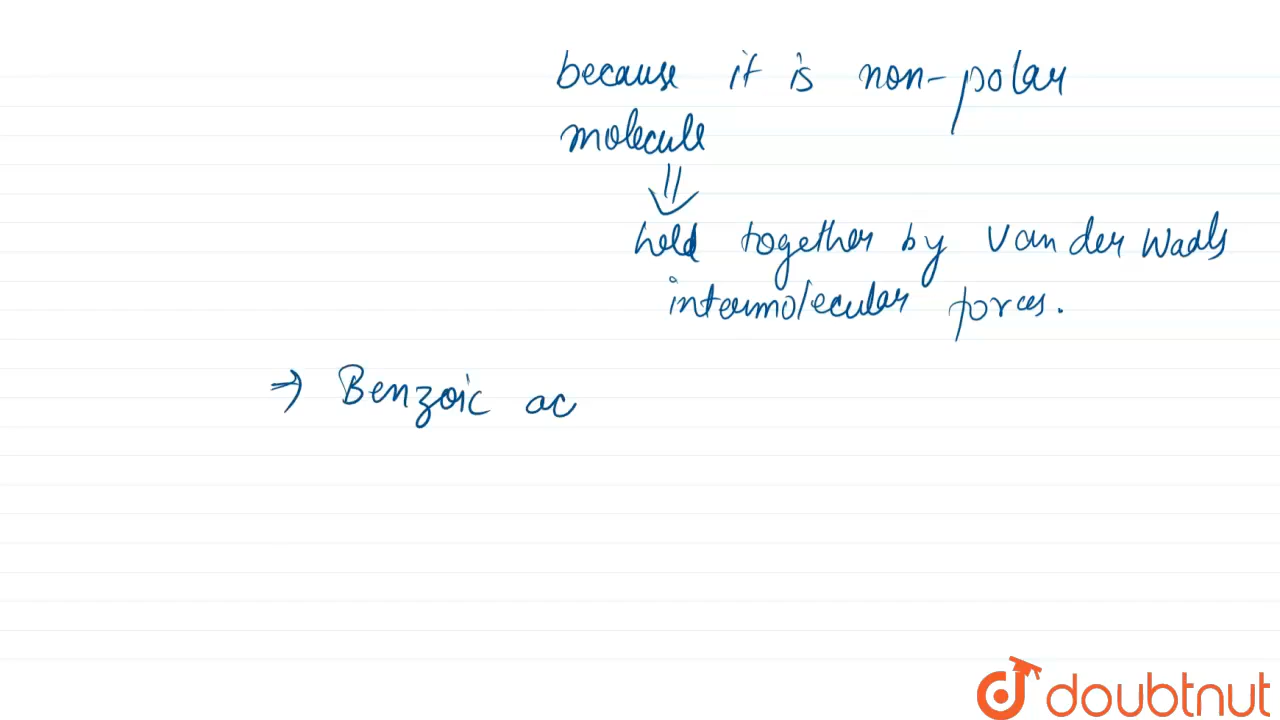 because it is non-polar
molecule
⇓
held together by Van der Waals
intermolecular forces.
→ Benzoic ac
doubtnut